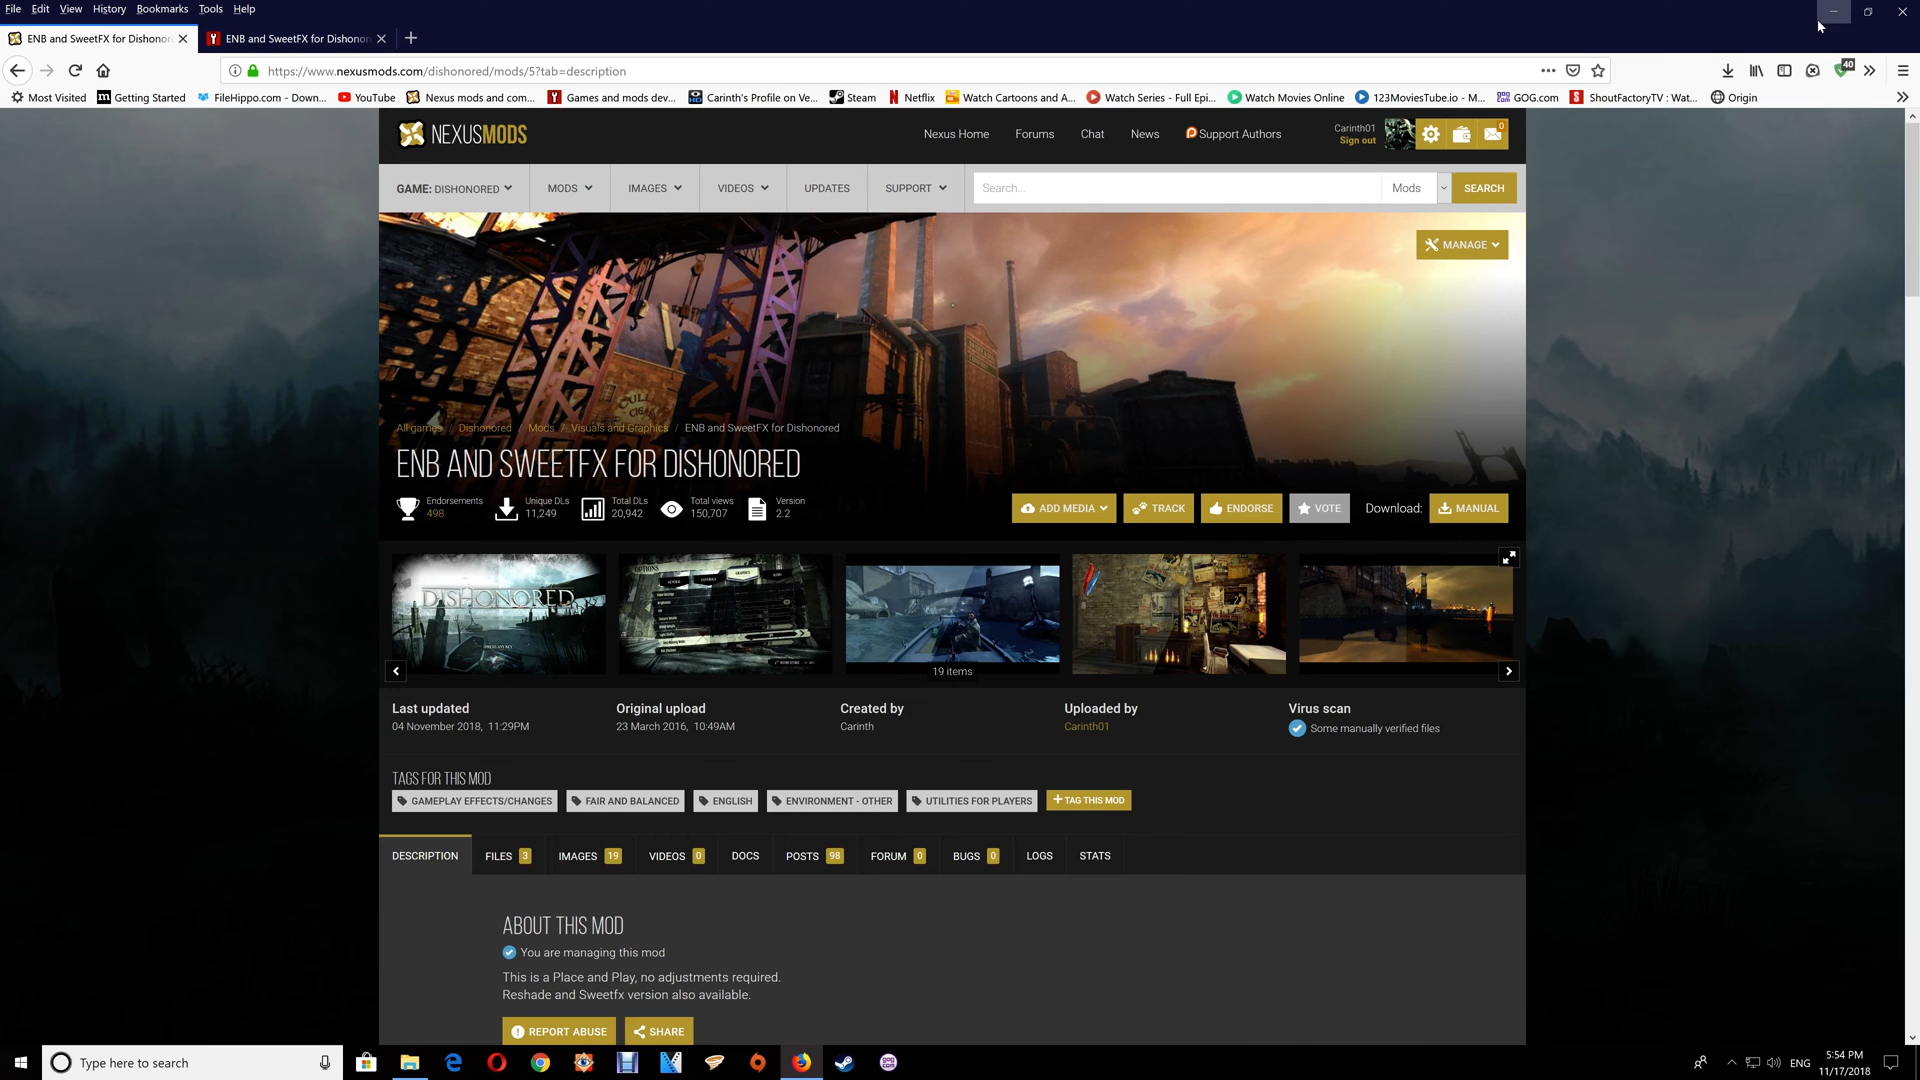 File Edit View History Bookmarks Tools Help
ENB and SweetFX for Dishonor
ENB and SweetFX for Dishonor
https://www.nexusmods.com/dishonored/mods/5?tab=description
40
Most Visited Getting Started FileHippo.com - Down... YouTube Nexus mods and com... Games and mods dev... Carinth's Profile on Ve... Steam Netflix Watch Cartoons and A... Watch Series - Full Epi... Watch Movies Online 123MoviesTube.io - M... GOG.com ShoutFactoryTV : Wat... Origin
NEXUSMODS
Nexus Home Forums Chat News Support Authors
Carinth01
Sign out
0
GAME: DISHONORED MODS IMAGES VIDEOS UPDATES SUPPORT Search... Mods SEARCH
MANAGE
All games / Dishonored / Mods / Visuals and Graphics / ENB and SweetFX for Dishonored
ENB AND SWEETFX FOR DISHONORED
Endorsements
498
Unique DLs
11,249
Total DLs
20,942
Total views
150,707
Version
2.2
ADD MEDIA TRACK ENDORSE VOTE Download: MANUAL
DISHONORED
OPTIONS
19 items
Last updated
04 November 2018, 11:29PM
Original upload
23 March 2016, 10:49AM
Created by
Carinth
Uploaded by
Carinth01
Virus scan
Some manually verified files
TAGS FOR THIS MOD
GAMEPLAY EFFECTS/CHANGES FAIR AND BALANCED ENGLISH ENVIRONMENT - OTHER UTILITIES FOR PLAYERS +TAG THIS MOD
DESCRIPTION FILES 3 IMAGES 19 VIDEOS 0 DOCS POSTS 98 FORUM 0 BUGS 0 LOGS STATS
ABOUT THIS MOD
You are managing this mod
This is a Place and Play, no adjustments required.
Reshade and Sweetfx version also available.
REPORT ABUSE SHARE
Type here to search
ENG
5:54 PM
11/17/2018